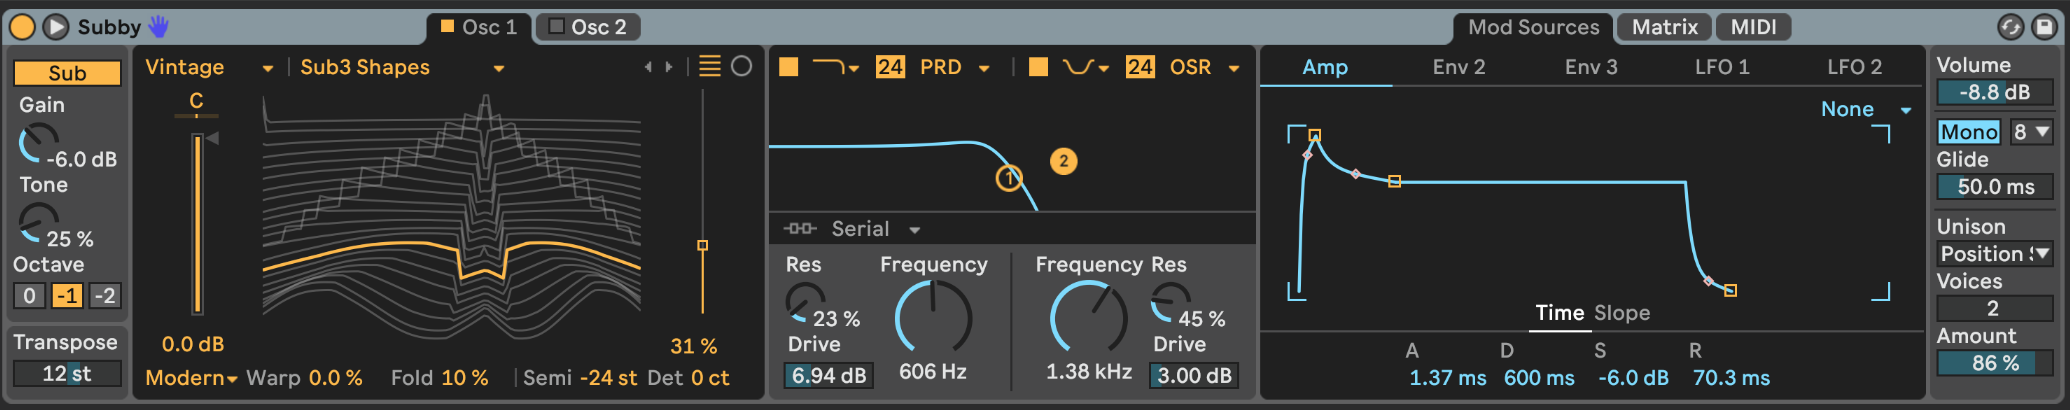 Subby Osc 1 Osc 2 Mod Sources Matrix MIDI
Sub
Gain
-6.0 dB
Tone
25 %
Octave
0 -1 -2
Transpose
12 st
Vintage Sub3 Shapes
C
0.0 dB
31 %
Modern Warp 0.0 % Fold 10 % Semi -24 st Det 0 ct
24 PRD 24 OSR
1 2
Serial
Res Frequency Frequency Res
23 % 45 %
Drive Drive
6.94 dB 606 Hz 1.38 kHz 3.00 dB
Amp Env 2 Env 3 LFO 1 LFO 2
None
Time Slope
A D S R
1.37 ms 600 ms -6.0 dB 70.3 ms
Volume
-8.8 dB
Mono 8
Glide
50.0 ms
Unison
Position
Voices
2
Amount
86 %